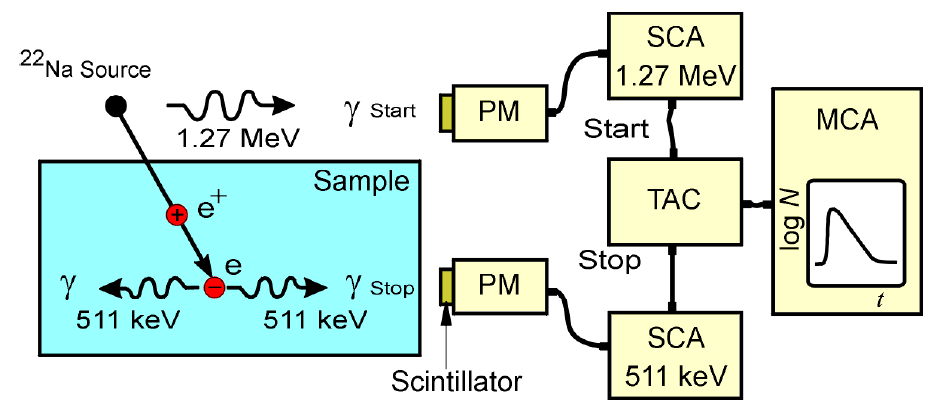 ²²Na Source
1.27 MeV
γ Start
PM
SCA
1.27 MeV
Start
MCA
Sample
e⁺
TAC
log N
t
e
γ
511 keV
511 keV
γ Stop
PM
Stop
SCA
511 keV
Scintillator